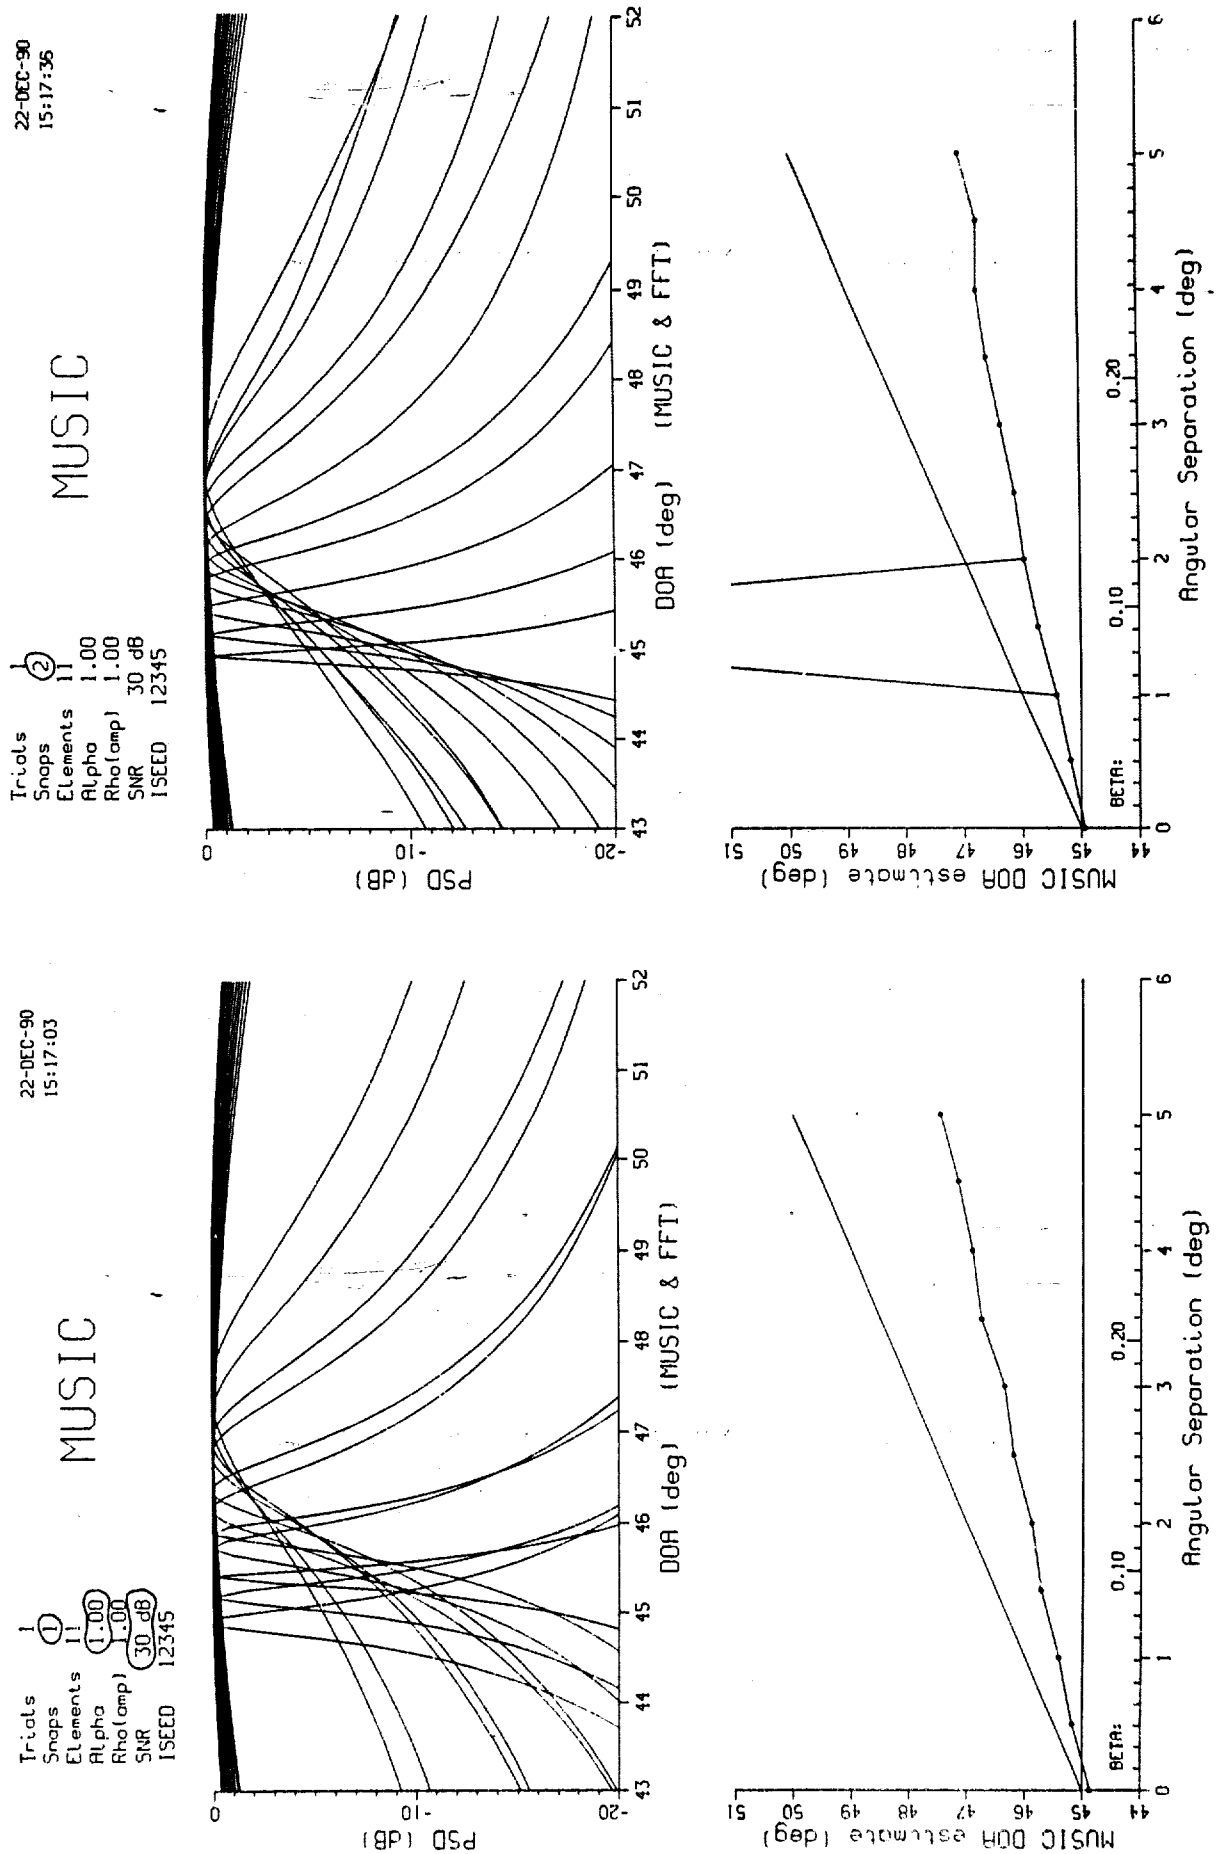 Trials 1
Snaps 1
Elements 11
Alpha 1.00
Rho(amp) 1.00
SNR 30 dB
ISEED 12345
MUSIC
22-DEC-90
15:17:03
PSD (dB)
0
-10
-20
43 44 45 46 47 48 49 50 51 52
DOA (deg) (MUSIC & FFT)
MUSIC DOA estimate (deg)
51
50
49
48
47
46
45
44
BETA: 0.10 0.20
0 1 2 3 4 5 6
Angular Separation (deg)
Trials 1
Snaps 2
Elements 11
Alpha 1.00
Rho(amp) 1.00
SNR 30 dB
ISEED 12345
MUSIC
22-DEC-90
15:17:36
PSD (dB)
0
-10
-20
43 44 45 46 47 48 49 50 51 52
DOA (deg) (MUSIC & FFT)
MUSIC DOA estimate (deg)
51
50
49
48
47
46
45
44
BETA: 0.10 0.20
0 1 2 3 4 5 6
Angular Separation (deg)